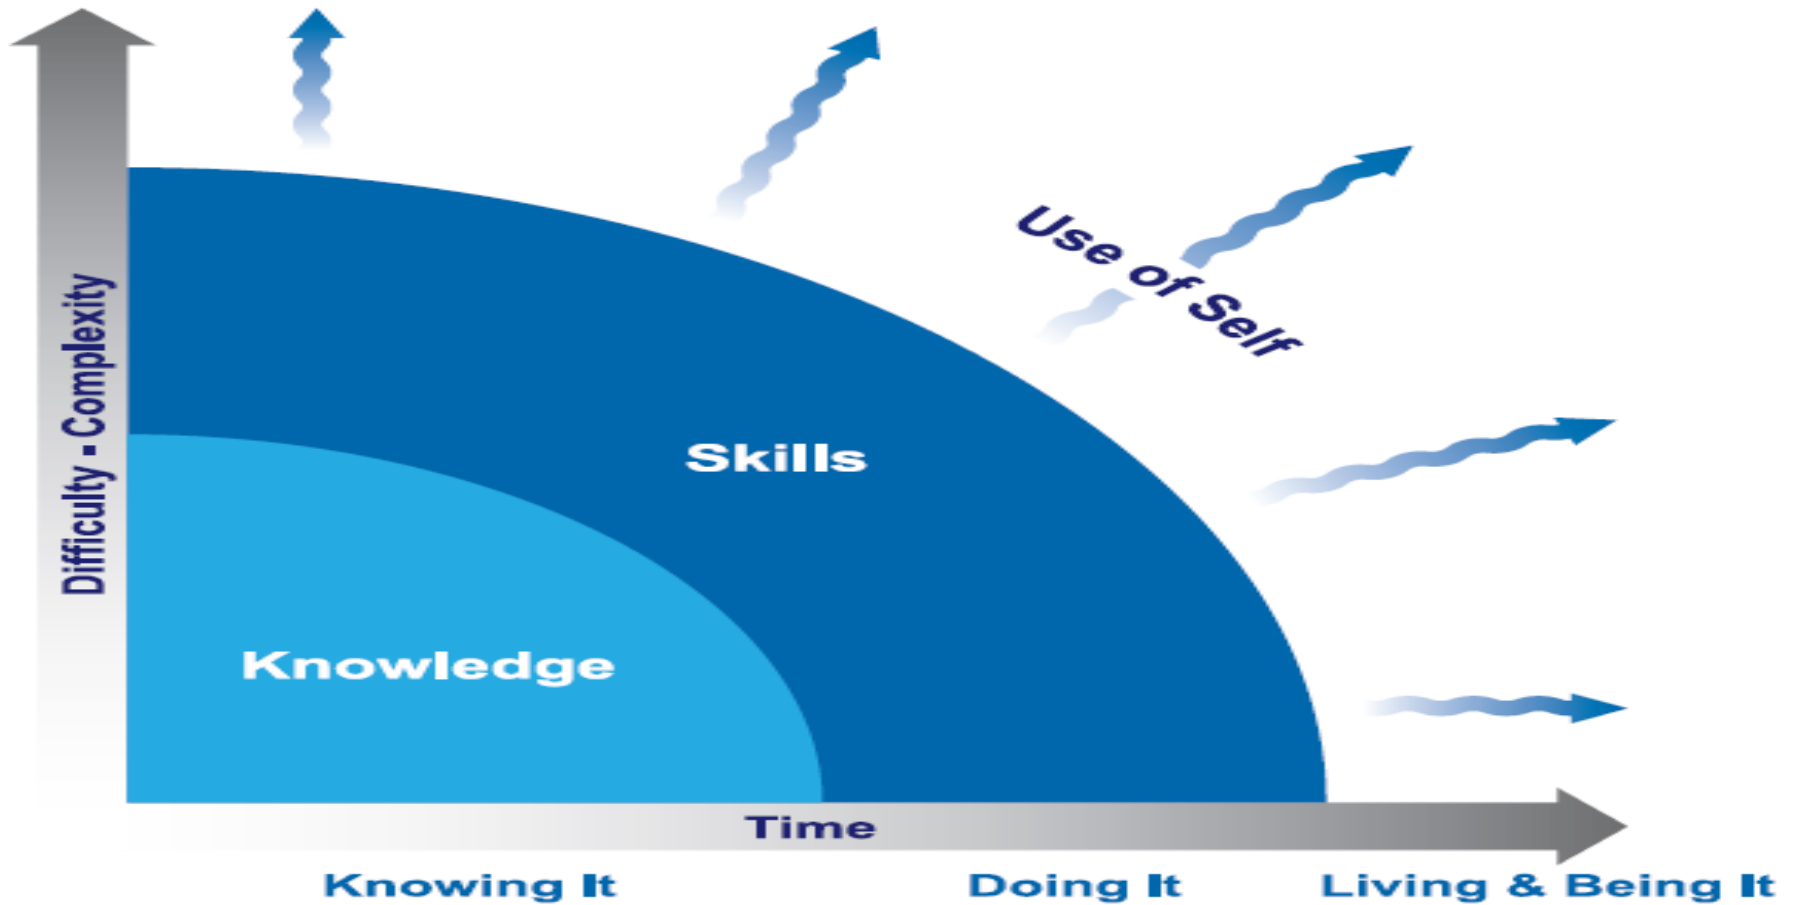 Difficulty ▪ Complexity
Use of Self
Skills
Knowledge
Time
Knowing It
Doing It
Living & Being It